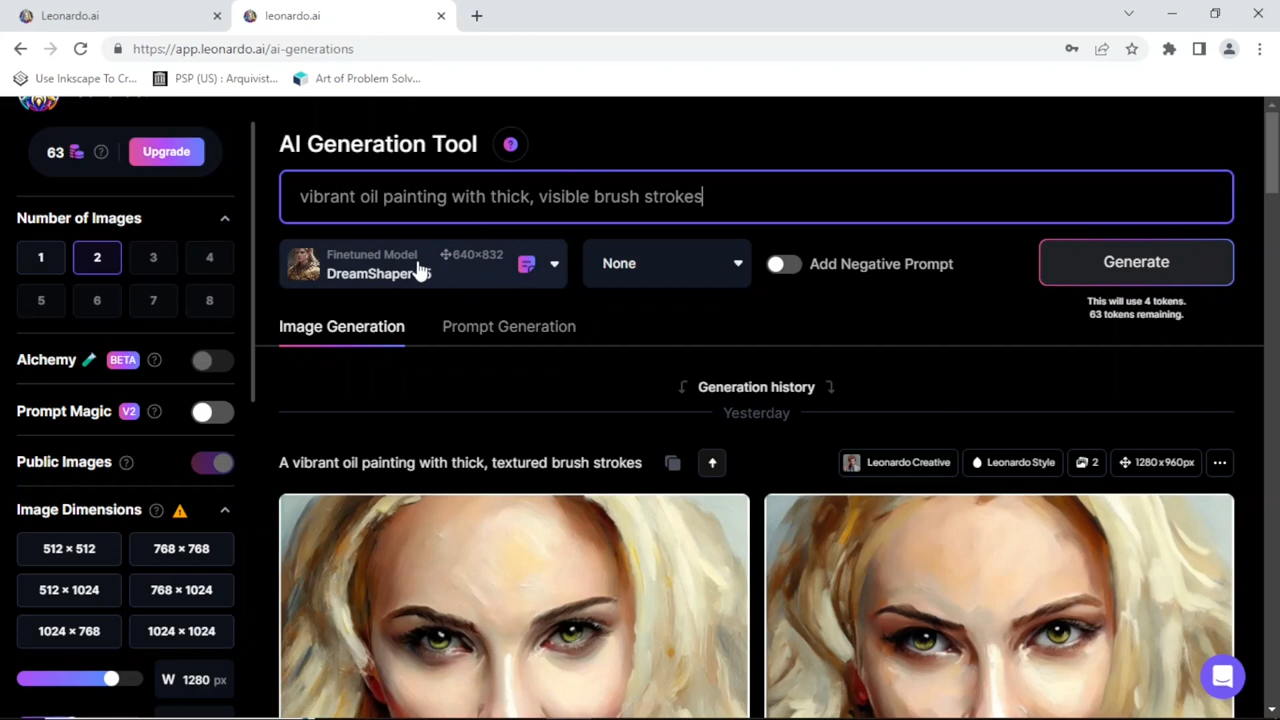 Leonardo.ai
leonardo.ai
https://app.leonardo.ai/ai-generations
Use Inkscape To Cr...
PSP (US) : Arquivist...
Art of Problem Solv...
63
Upgrade
Number of Images
1 2 3 4
5 6 7 8
Alchemy BETA
Prompt Magic V2
Public Images
Image Dimensions
512 × 512 768 × 768
512 × 1024 768 × 1024
1024 × 768 1024 × 1024
W 1280 px
AI Generation Tool ?
vibrant oil painting with thick, visible brush strokes
Finetuned Model 640×832
DreamShaper
None
Add Negative Prompt
Generate
This will use 4 tokens.
63 tokens remaining.
Image Generation Prompt Generation
Generation history
Yesterday
A vibrant oil painting with thick, textured brush strokes
Leonardo Creative Leonardo Style 2 1280x960px